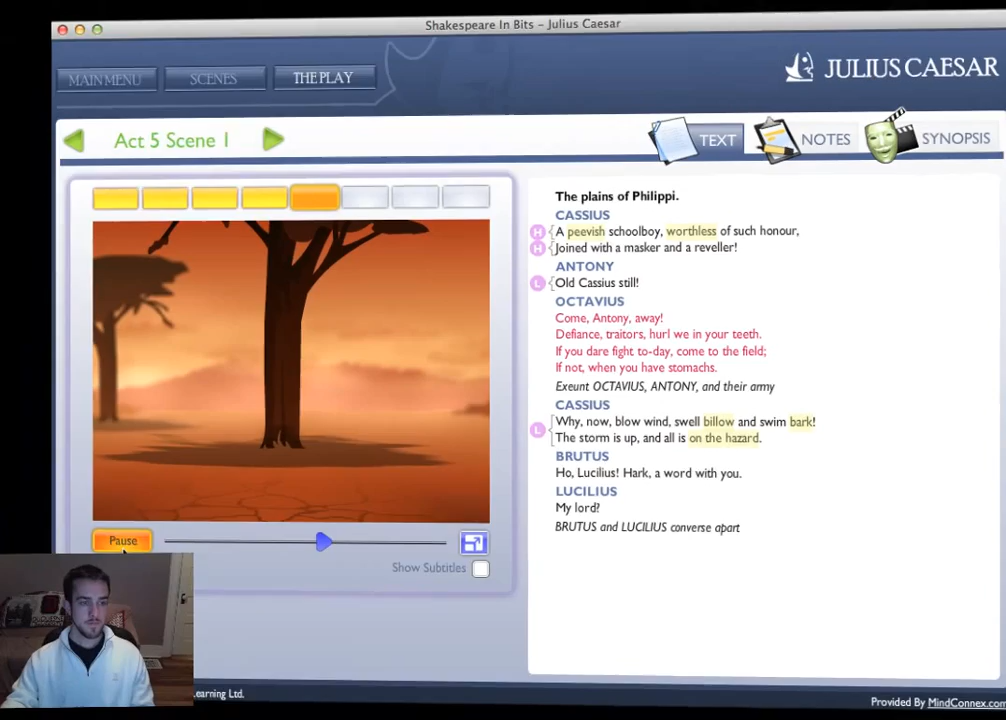 Shakespeare In Bits – Julius Caesar
MAIN MENU
SCENES
THE PLAY
JULIUS CAESAR
Act 5 Scene 1
TEXT
NOTES
SYNOPSIS
The plains of Philippi.
CASSIUS
H A peevish schoolboy, worthless of such honour,
H Joined with a masker and a reveller!
ANTONY
L Old Cassius still!
OCTAVIUS
Come, Antony, away!
Defiance, traitors, hurl we in your teeth.
If you dare fight to-day, come to the field;
If not, when you have stomachs.
Exeunt OCTAVIUS, ANTONY, and their army
CASSIUS
Why, now, blow wind, swell billow and swim bark!
L
The storm is up, and all is on the hazard.
BRUTUS
Ho, Lucilius! Hark, a word with you.
LUCILIUS
My lord?
BRUTUS and LUCILIUS converse apart
Pause
Show Subtitles
earning Ltd.
Provided By MindConnex.com